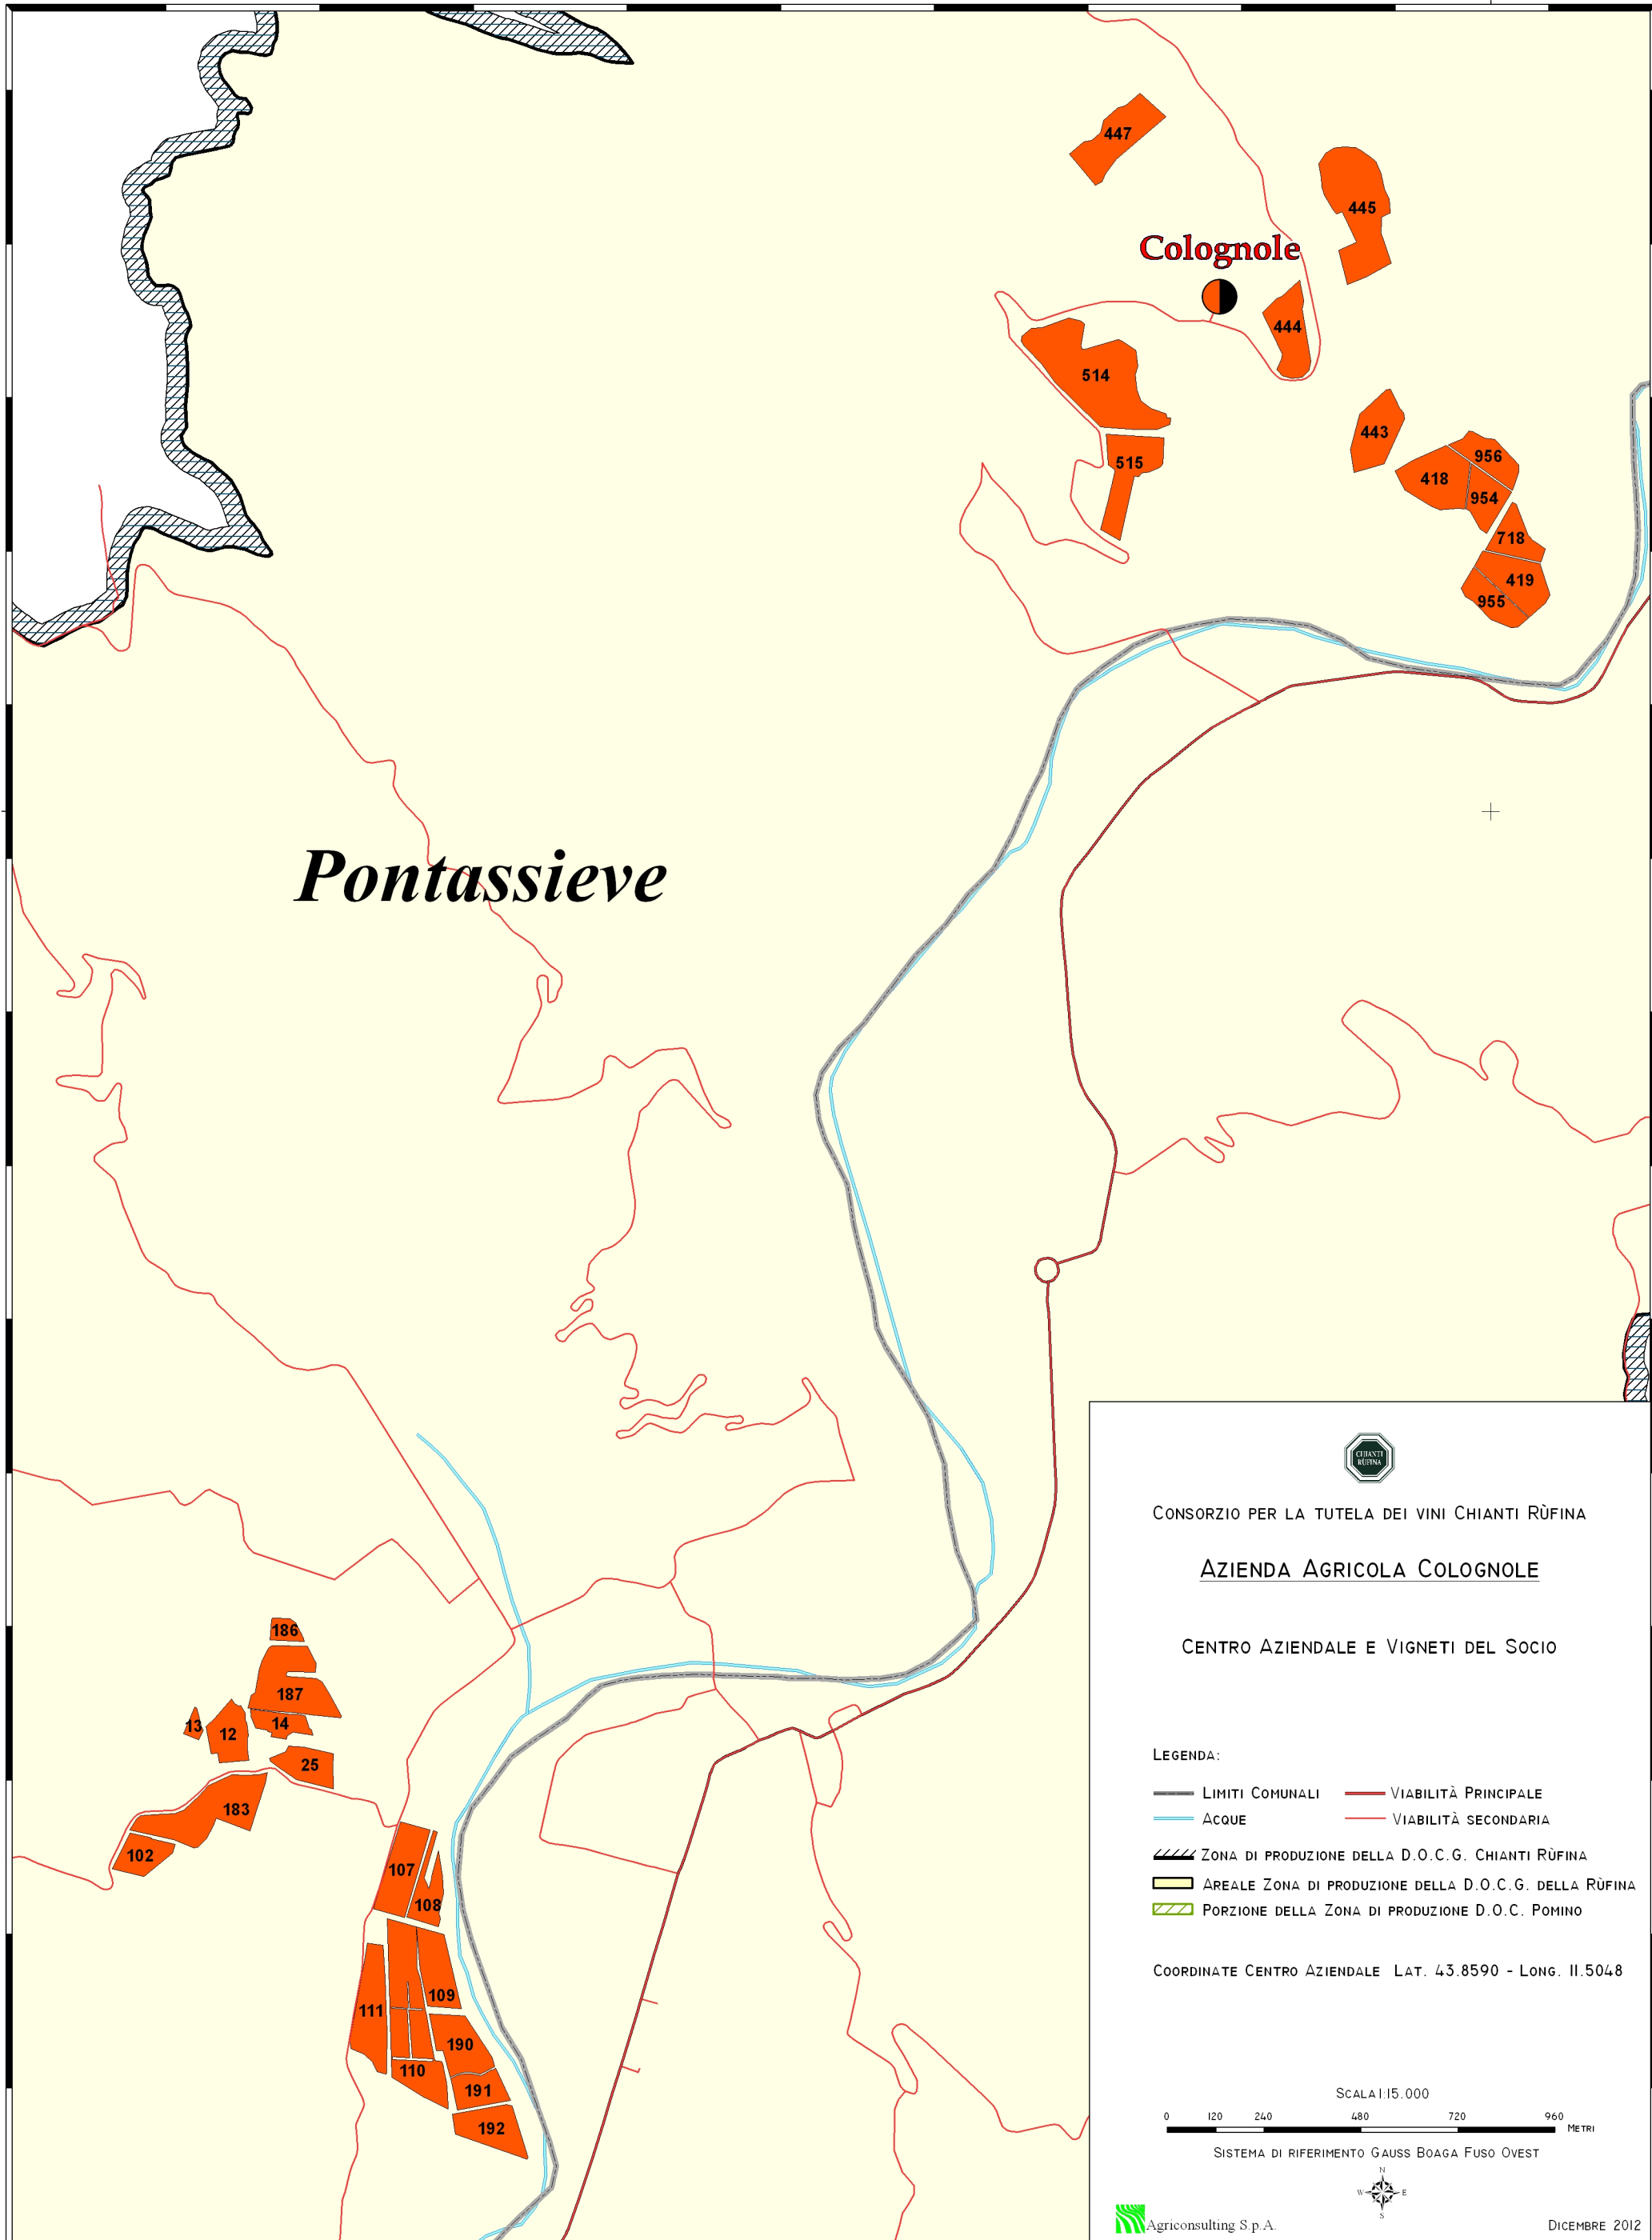 447
445
Colognole
444
514
443
515
956
418
954
718
419
955
Pontassieve
186
187
13
12
14
25
183
102
107
108
109
111
190
110
191
192
CHIANTI
RÙFINA
Consorzio per la tutela dei vini Chianti Rùfina
Azienda Agricola Colognole
Centro Aziendale e Vigneti del Socio
Legenda:
Limiti Comunali
Viabilità Principale
Acque
Viabilità secondaria
Zona di produzione della D.O.C.G. Chianti Rùfina
Areale Zona di produzione della D.O.C.G. della Rùfina
Porzione della Zona di produzione D.O.C. Pomino
Coordinate Centro Aziendale Lat. 43.8590 - Long. 11.5048
Scala 1:15.000
0 120 240 480 720 960
Metri
Sistema di riferimento Gauss Boaga Fuso Ovest
N
W E
S
Agriconsulting S.p.A.
Dicembre 2012